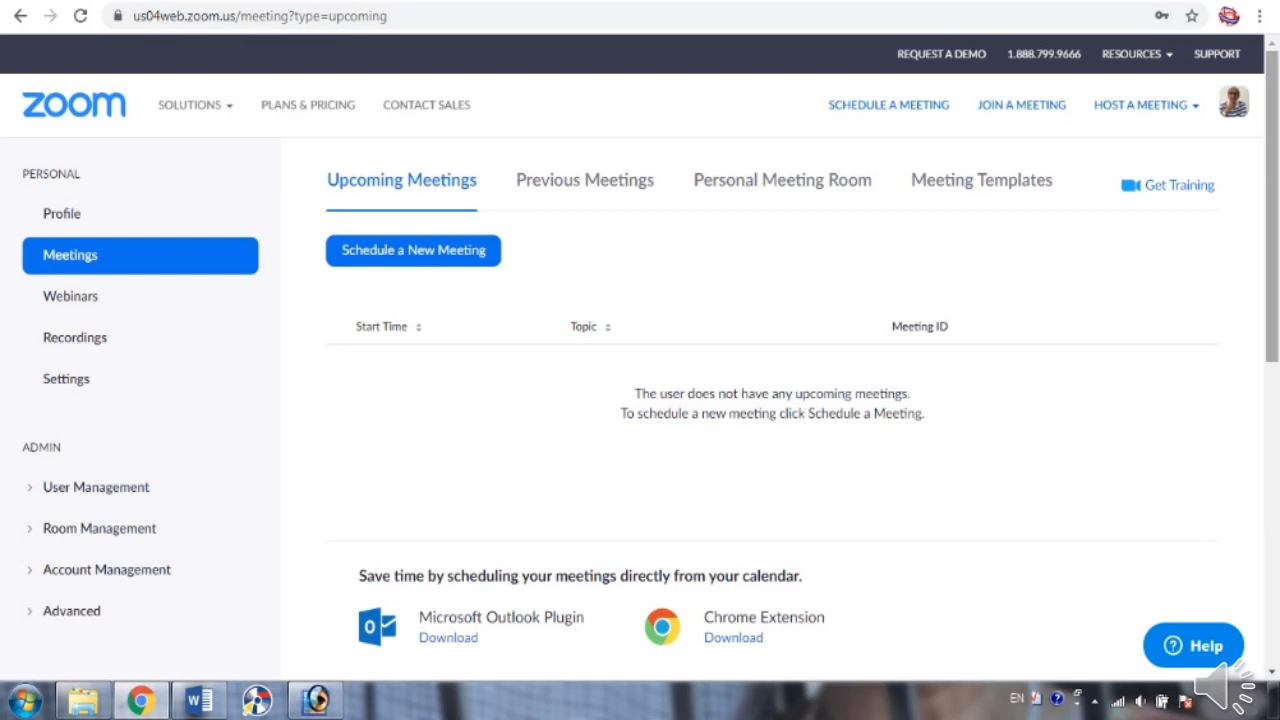 us04web.zoom.us/meeting?type=upcoming
REQUEST A DEMO 1.888.799.9666 RESOURCES SUPPORT
zoom SOLUTIONS PLANS & PRICING CONTACT SALES SCHEDULE A MEETING JOIN A MEETING HOST A MEETING
PERSONAL
Profile
Meetings
Webinars
Recordings
Settings
ADMIN
User Management
Room Management
Account Management
Advanced
Upcoming Meetings Previous Meetings Personal Meeting Room Meeting Templates Get Training
Schedule a New Meeting
Start Time Topic Meeting ID
The user does not have any upcoming meetings.
To schedule a new meeting click Schedule a Meeting.
Save time by scheduling your meetings directly from your calendar.
Microsoft Outlook Plugin
Download
Chrome Extension
Download
Help
EN